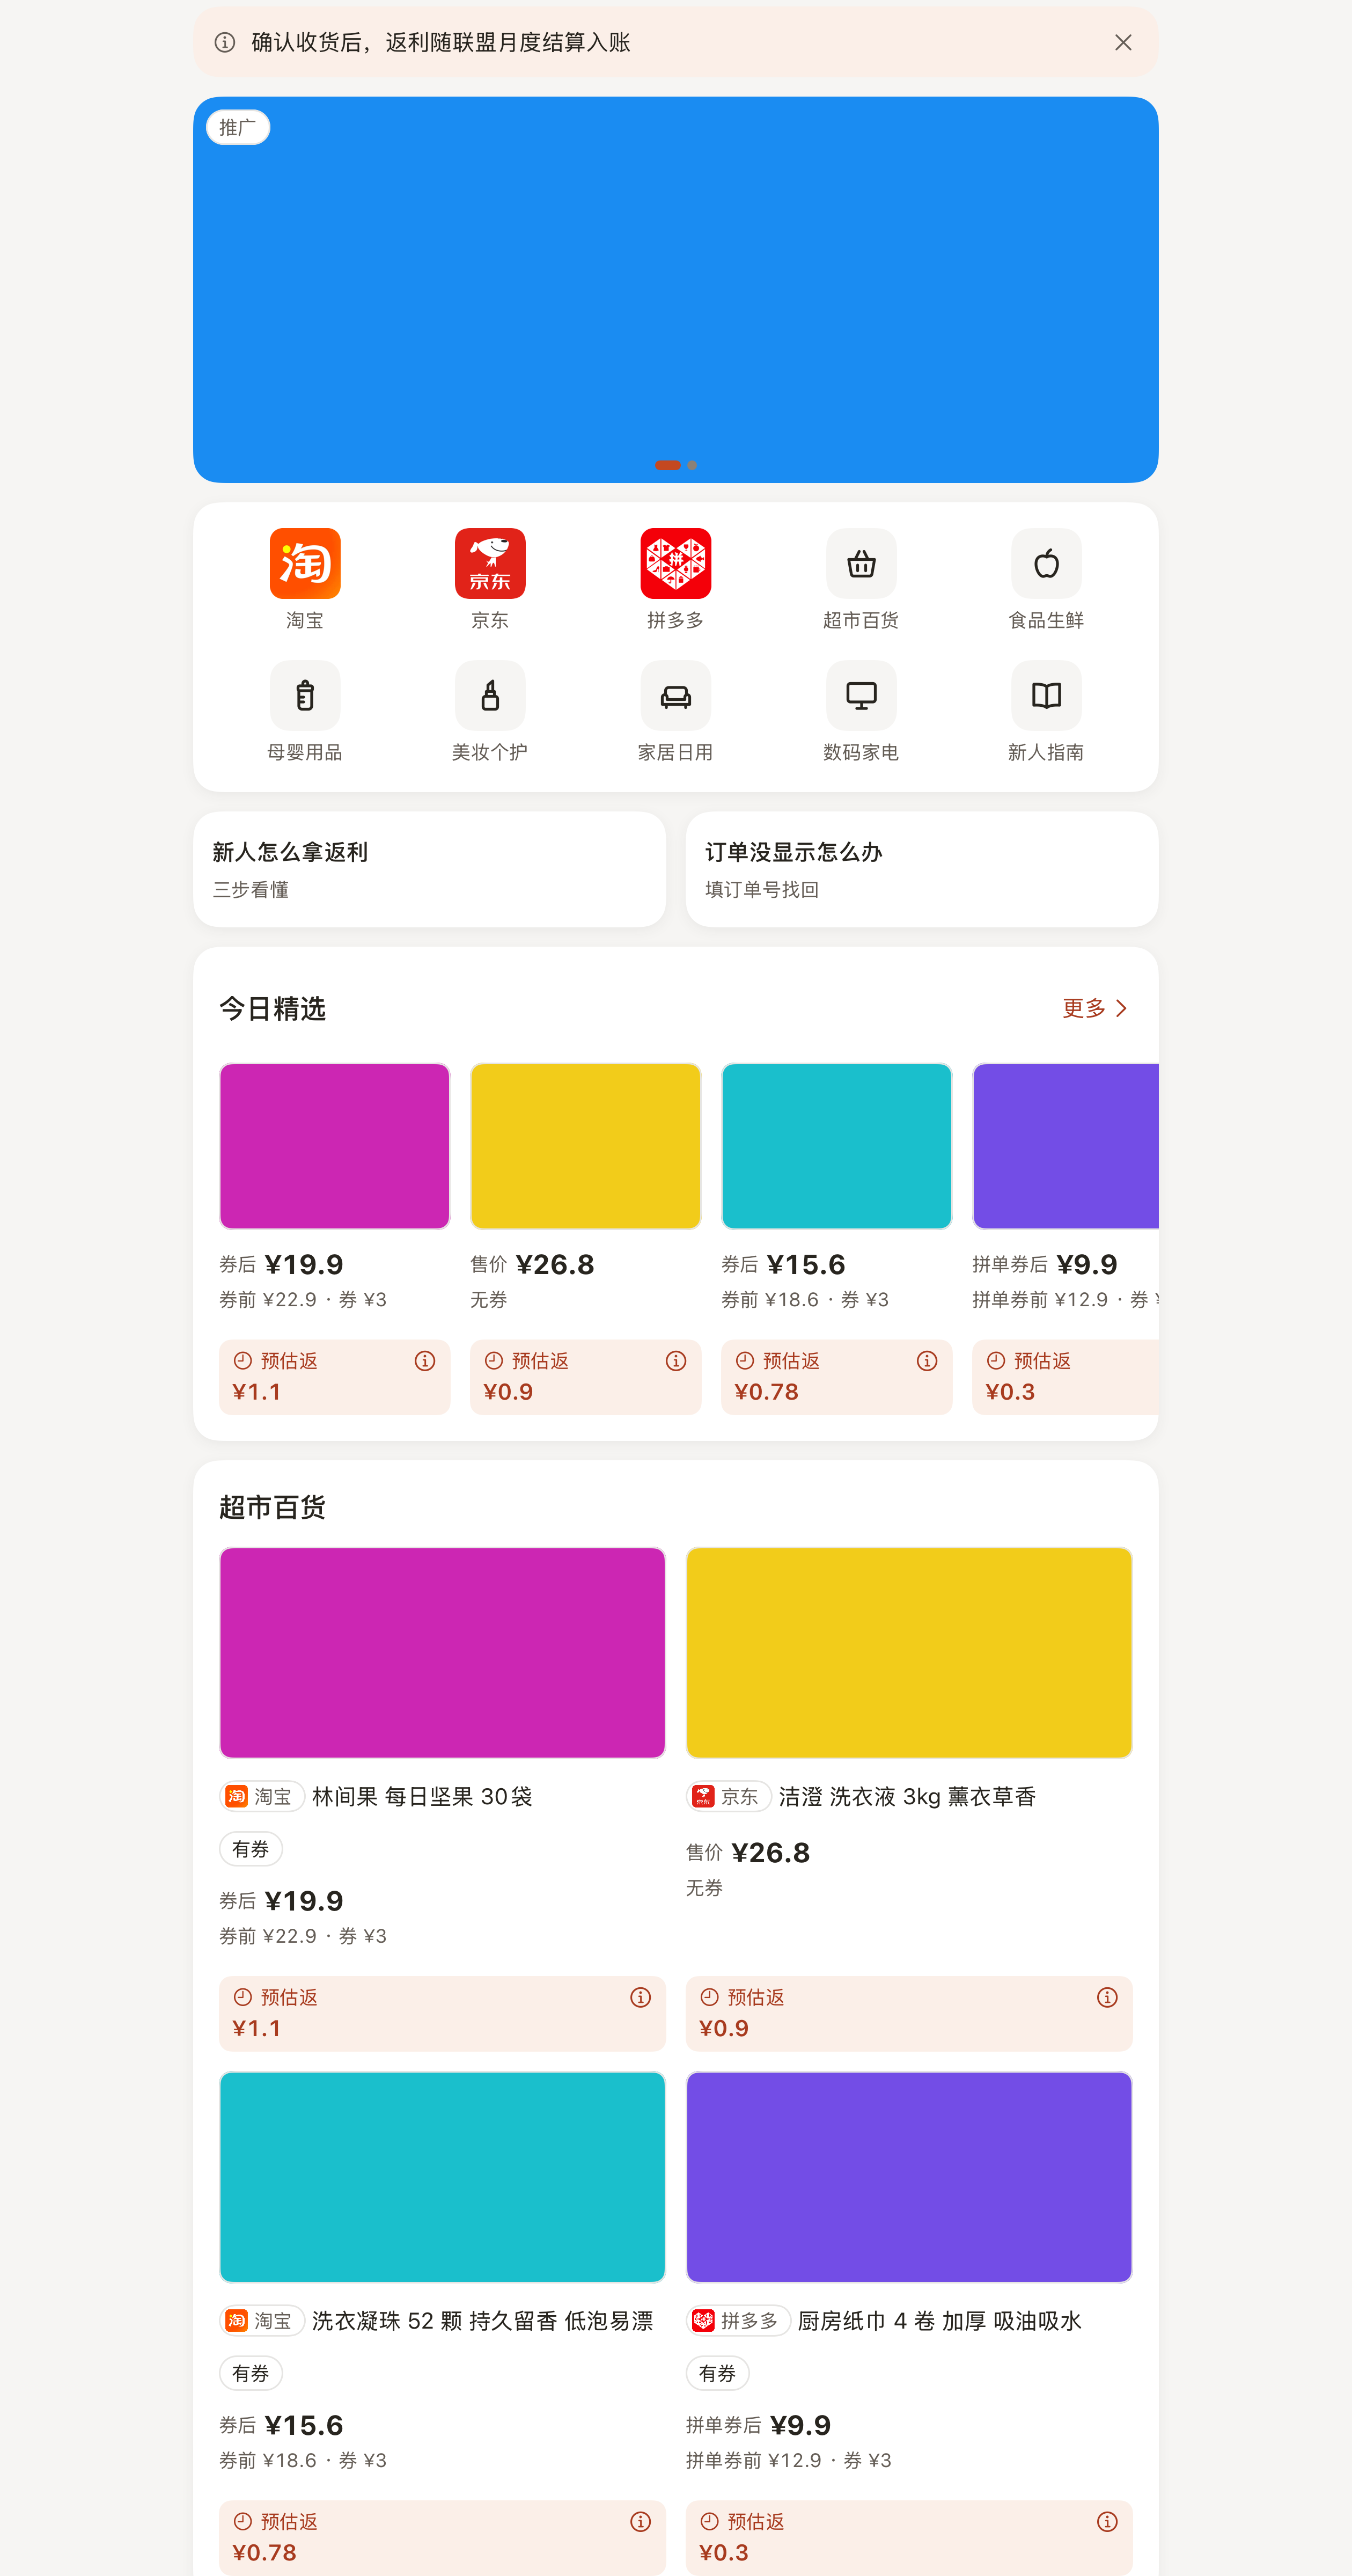 确认收货后，返利随联盟月度结算入账
推广
淘
京东
拼
淘宝
京东
拼多多
超市百货
食品生鲜
母婴用品
美妆个护
家居日用
数码家电
新人指南
新人怎么拿返利
三步看懂
订单没显示怎么办
填订单号找回
今日精选
更多
券后 ¥19.9
券前 ¥22.9 · 券 ¥3
预估返
¥1.1
售价 ¥26.8
无券
预估返
¥0.9
券后 ¥15.6
券前 ¥18.6 · 券 ¥3
预估返
¥0.78
拼单券后 ¥9.9
拼单券前 ¥12.9 · 券
预估返
¥0.3
超市百货
淘 淘宝 林间果 每日坚果 30袋
有券
券后 ¥19.9
券前 ¥22.9 · 券 ¥3
预估返
¥1.1
京东 京东 洁澄 洗衣液 3kg 薰衣草香
售价 ¥26.8
无券
预估返
¥0.9
淘 淘宝 洗衣凝珠 52 颗 持久留香 低泡易漂
有券
券后 ¥15.6
券前 ¥18.6 · 券 ¥3
预估返
¥0.78
拼多多 厨房纸巾 4 卷 加厚 吸油吸水
有券
拼单券后 ¥9.9
拼单券前 ¥12.9 · 券 ¥3
预估返
¥0.3